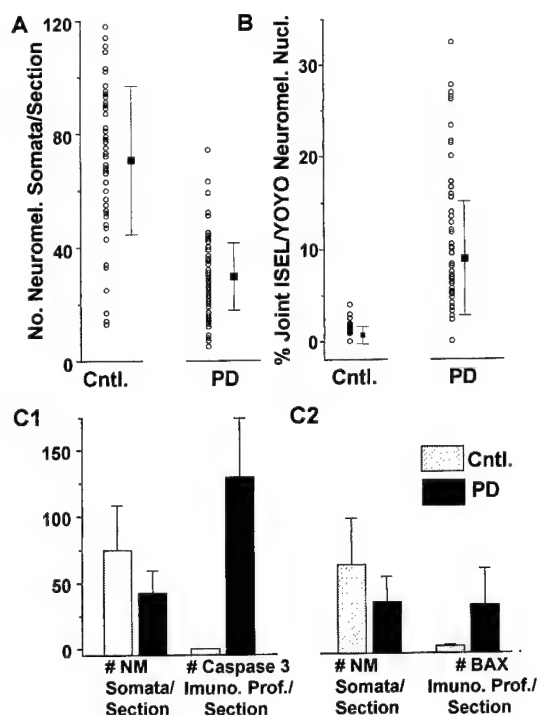 A
B
No. Neuromel. Somata/Section
120
80
40
0
Cntl.
PD
% Joint ISEL/YOYO Neuromel. Nucl.
30
20
10
0
Cntl.
PD
C1
C2
150
125
75
50
0
Cntl.
PD
# NM
Somata/
Section
# Caspase 3
Imuno. Prof./
Section
# NM
Somata/
Section
# BAX
Imuno. Prof./
Section